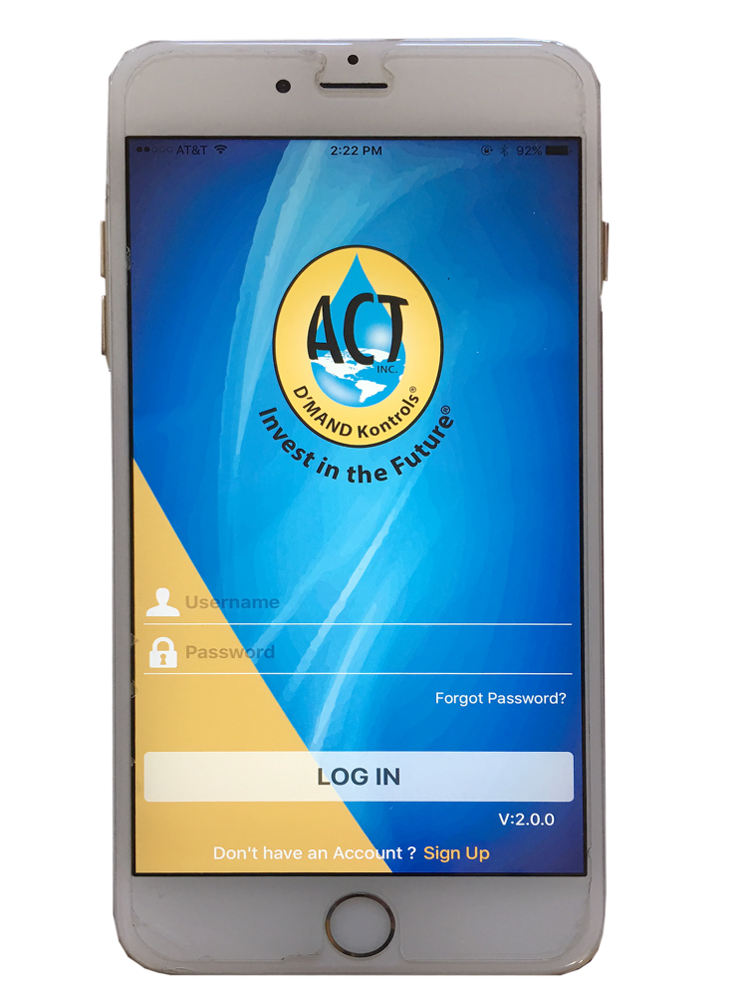 AT&T 2:22 PM 92%
ACT
INC.
D'MAND Kontrols®
Invest in the Future®
Username
Password
Forgot Password?
LOG IN
V:2.0.0
Don't have an Account ? Sign Up